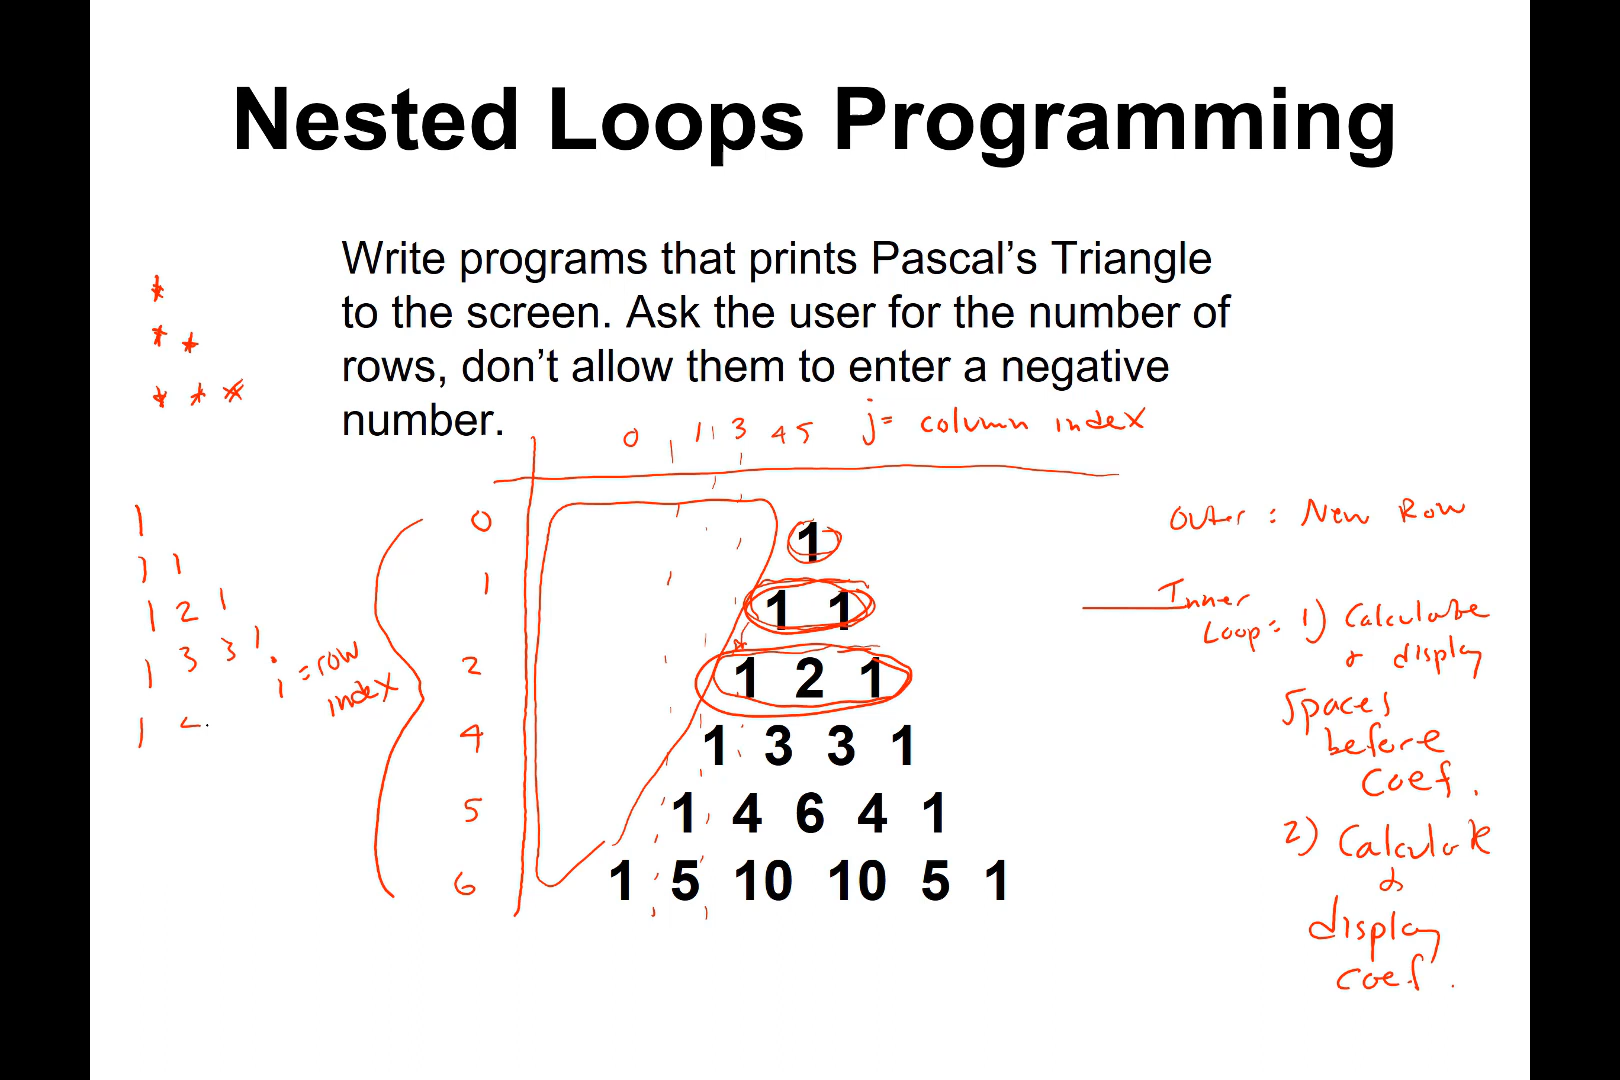 Nested Loops Programming
Write programs that prints Pascal’s Triangle
to the screen. Ask the user for the number of
rows, don’t allow them to enter a negative
number.
*
* *
* * *
0 1 3 4 5 j= column index
0 1
1 1 1
2 1 2 1
4 1 3 3 1
5 1 4 6 4 1
6 1 5 10 10 5 1
1
1 1
1 2 1
1 3 3 1
1 <
i = row
index
Outer : New Row
Inner
Loop: 1) Calculate
& display
Spaces
before
Coef.
2) Calculate
&
display
coef.